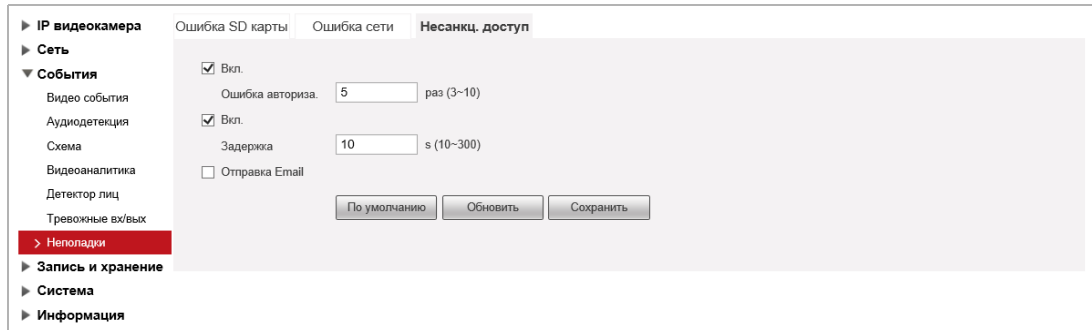 IP видеокамера
Сеть
События
Видео события
Аудиодетекция
Схема
Видеоаналитика
Детектор лиц
Тревожные вх/вых
Неполадки
Запись и хранение
Система
Информация
Ошибка SD карты Ошибка сети Несанкц. доступ
Вкл.
Ошибка авториза. 5 раз (3~10)
Вкл.
Задержка 10 s (10~300)
Отправка Email
По умолчанию Обновить Сохранить